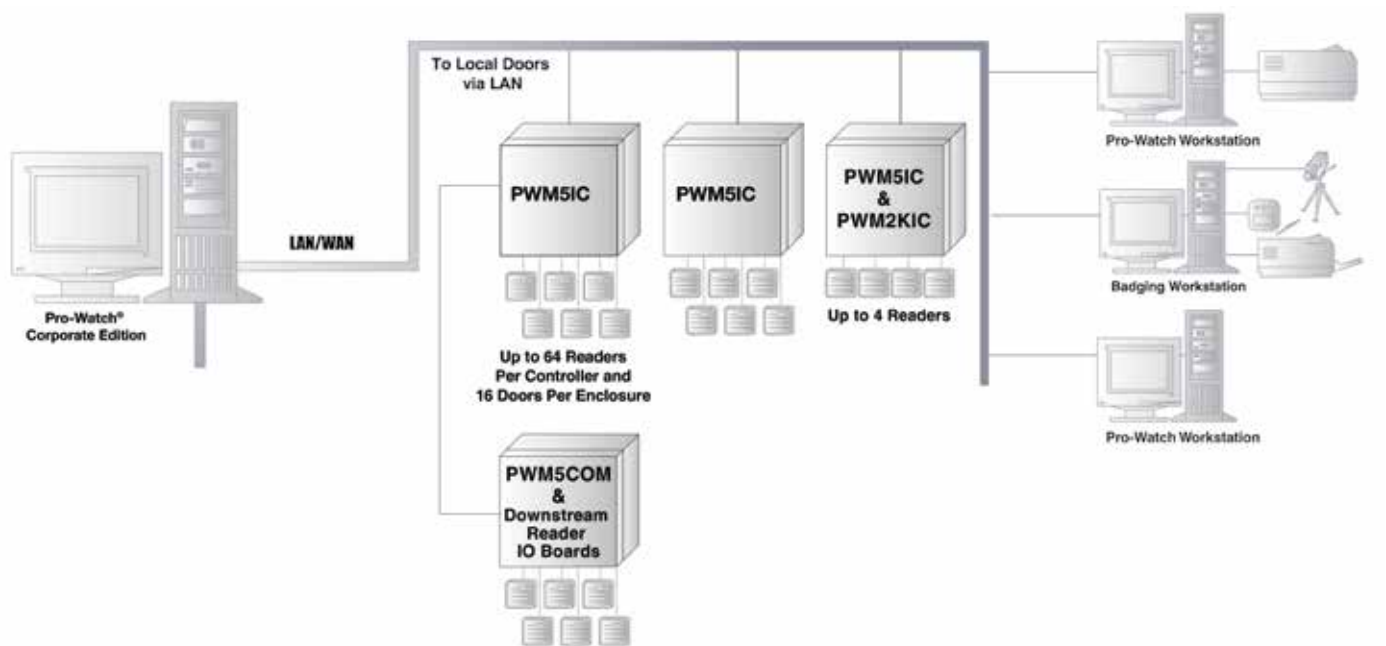 To Local Doors
via LAN
LAN/WAN
Pro-Watch®
Corporate Edition
PWM5IC
PWM5IC
PWM5IC
&
PWM2KIC
Up to 64 Readers
Per Controller and
16 Doors Per Enclosure
Up to 4 Readers
PWM5COM
&
Downstream
Reader
IO Boards
Pro-Watch Workstation
Badging Workstation
Pro-Watch Workstation